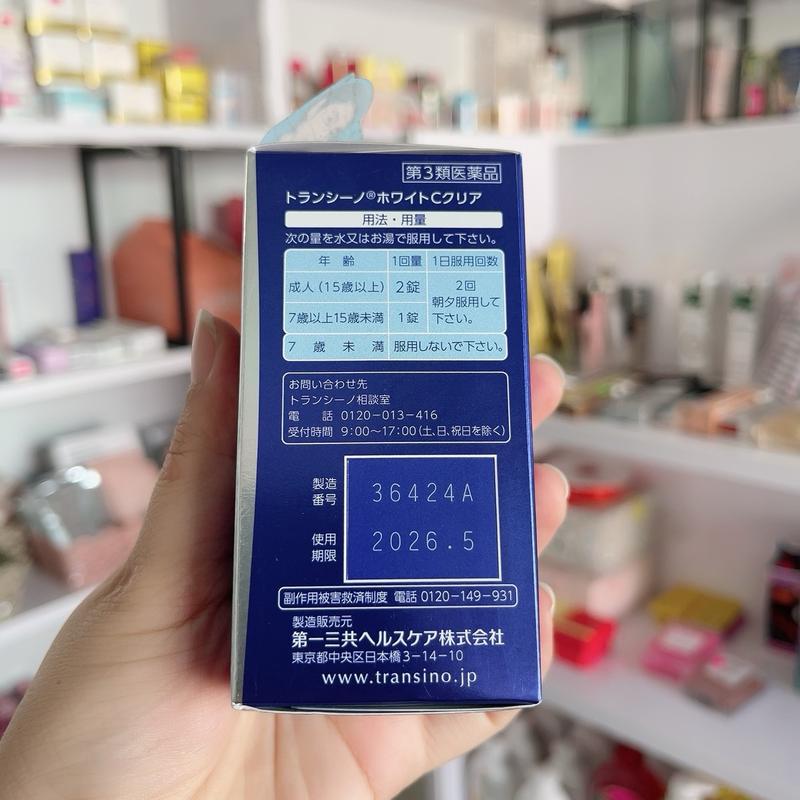 第3類医薬品
トランシーノ®ホワイトCクリア
用法・用量
次の量を水又はお湯で服用して下さい。
年齢 1回量 1日服用回数
成人(15歳以上) 2錠 2回
朝夕服用して
下さい。
7歳以上15歳未満 1錠
7歳未満 服用しないで下さい。
お問い合わせ先
トランシーノ相談室
電話 0120-013-416
受付時間 9:00〜17:00(土、日、祝日を除く)
製造
番号 36424A
使用
期限 2026.5
副作用被害救済制度 電話 0120-149-931
製造販売元
第一三共ヘルスケア株式会社
東京都中央区日本橋3-14-10
www.transino.jp